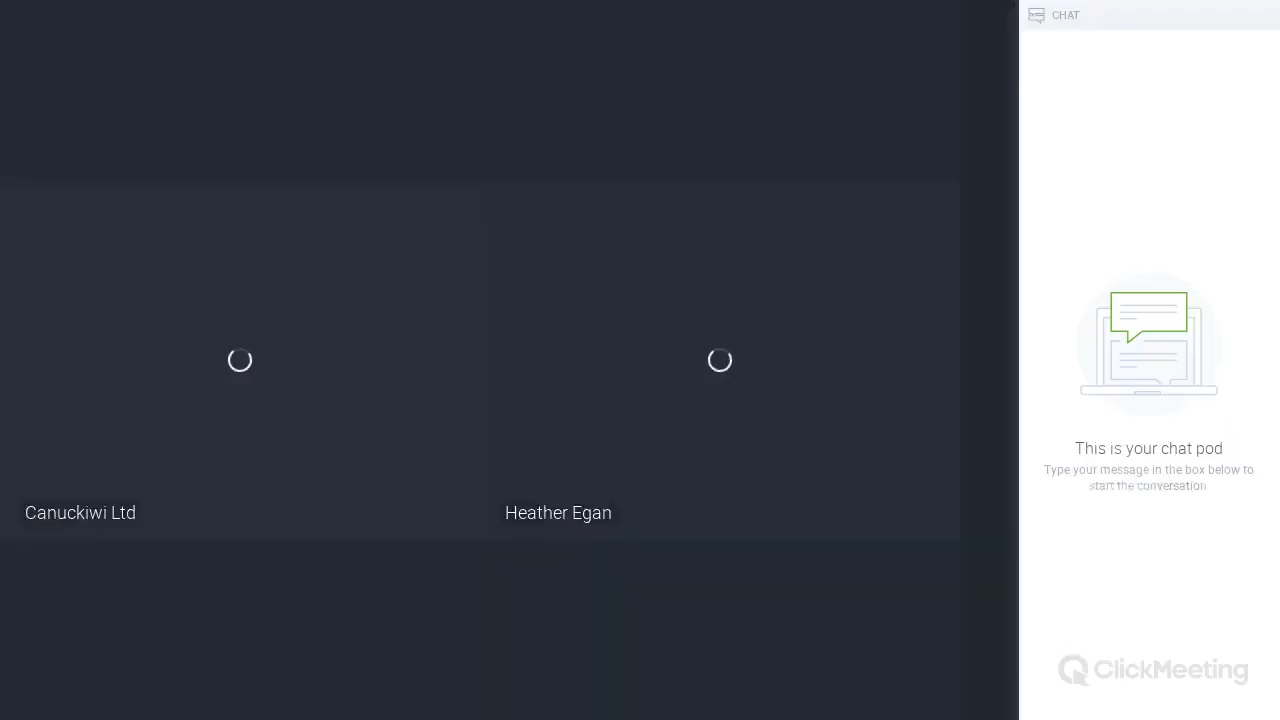 CHAT
Canuckiwi Ltd
Heather Egan
This is your chat pod
Type your message in the box below to
start the conversation
ClickMeeting